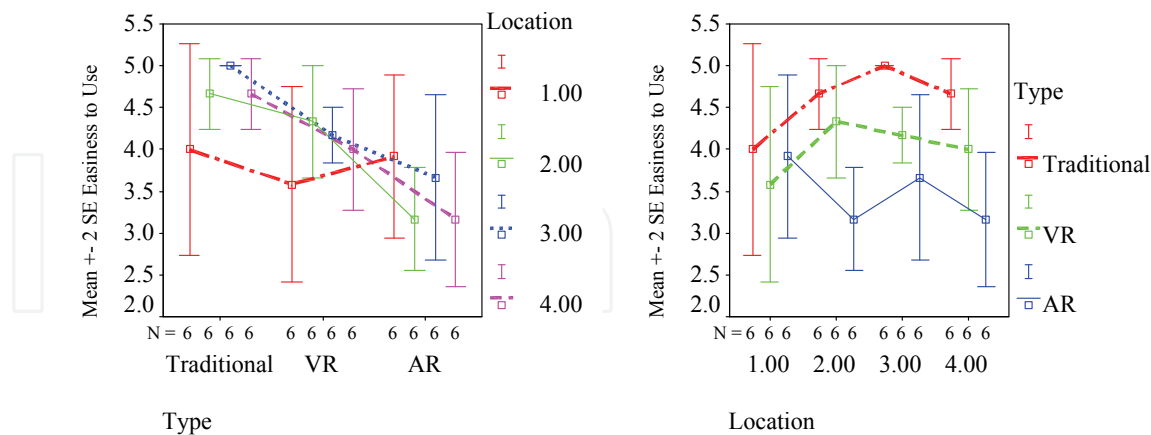 Mean +- 2 SE Easiness to Use
5.5
5.0
4.5
4.0
3.5
3.0
2.5
2.0
N = 6 6 6 6 6 6 6 6 6 6 6 6
Traditional VR AR
Type
Location
1.00
2.00
3.00
4.00
Mean +- 2 SE Easiness to Use
5.5
5.0
4.5
4.0
3.5
3.0
2.5
2.0
N = 6 6 6 6 6 6 6 6 6 6 6 6
1.00 2.00 3.00 4.00
Location
Type
Traditional
VR
AR